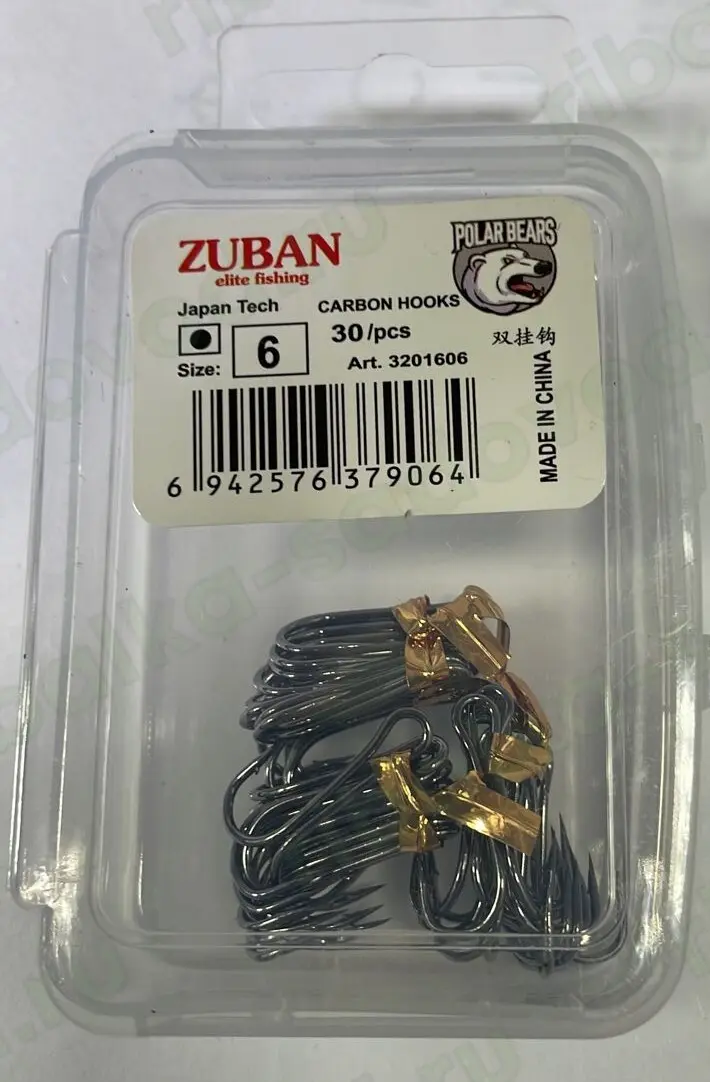 ZUBAN
elite fishing
POLAR BEARS
Japan Tech
CARBON HOOKS
30/pcs
双挂钩
Size: 6
Art. 3201606
MADE IN CHINA
6 942576 379064